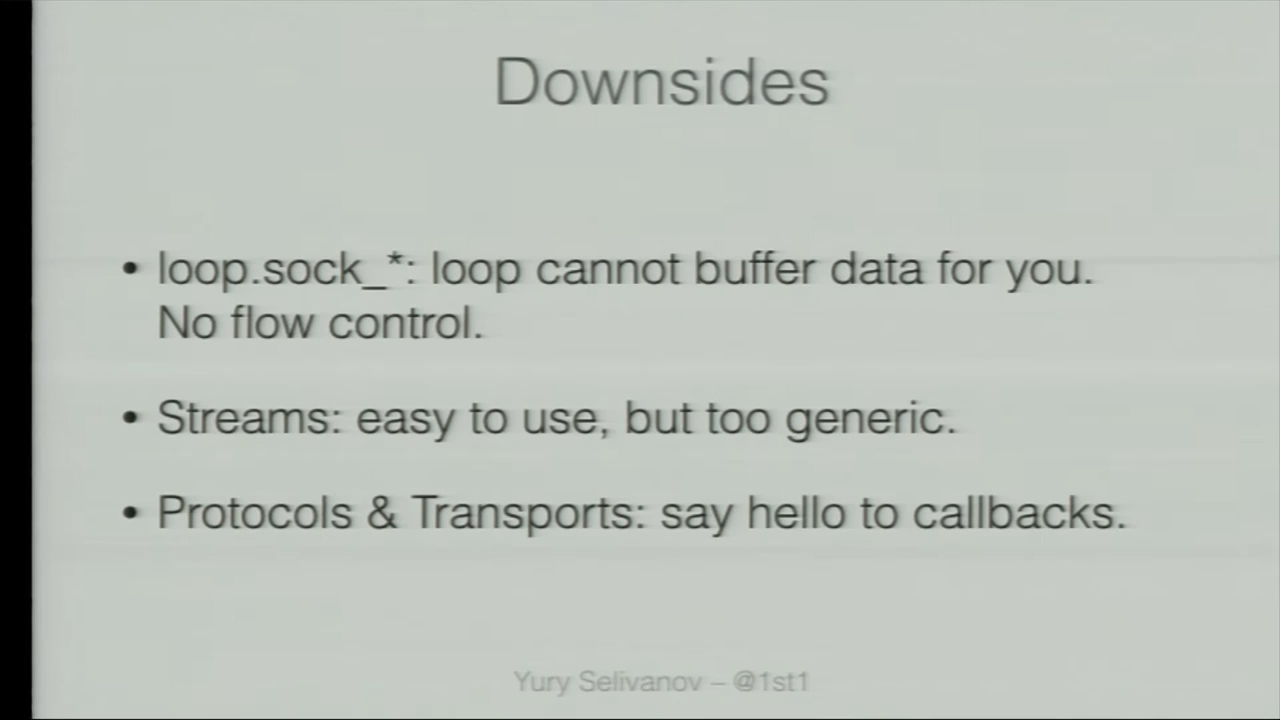 Downsides
• loop.sock_*: loop cannot buffer data for you.
No flow control.
• Streams: easy to use, but too generic.
• Protocols & Transports: say hello to callbacks.
Yury Selivanov – @1st1